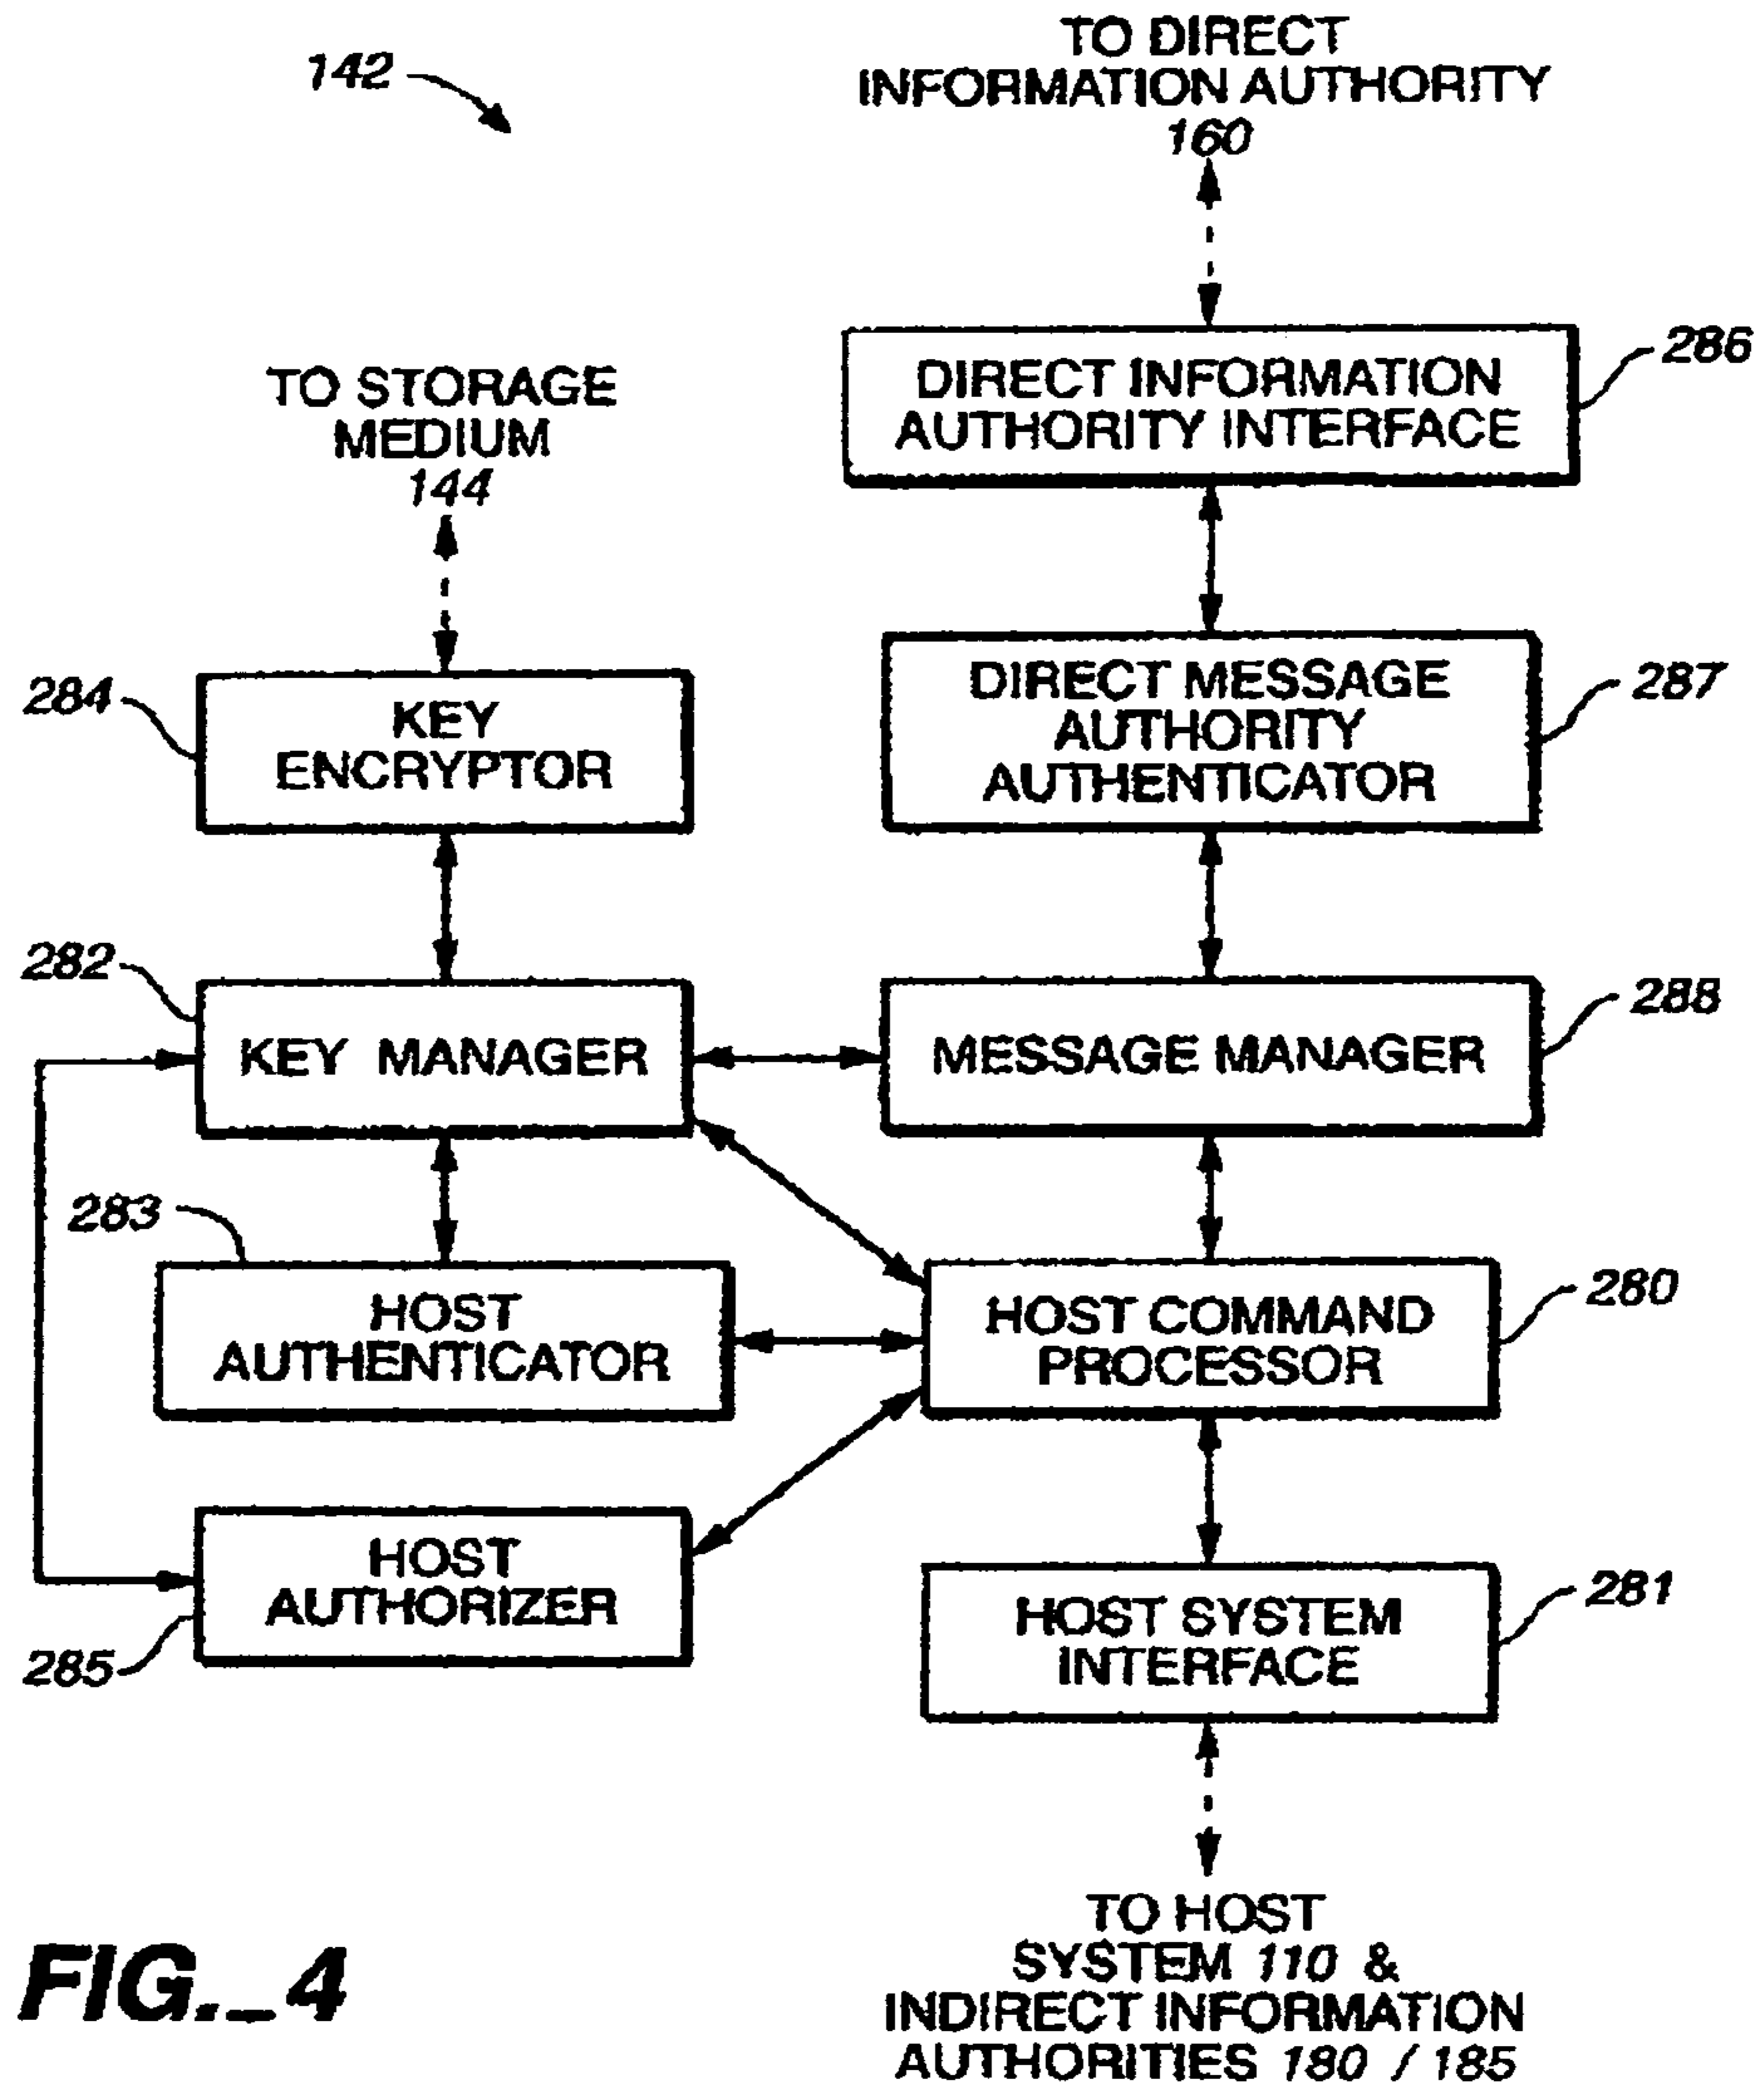 142
TO DIRECT
INFORMATION AUTHORITY
160
DIRECT INFORMATION
AUTHORITY INTERFACE
286
TO STORAGE
MEDIUM
144
284
KEY
ENCRYPTOR
DIRECT MESSAGE
AUTHORITY
AUTHENTICATOR
287
282
KEY MANAGER
MESSAGE MANAGER
288
283
HOST
AUTHENTICATOR
HOST COMMAND
PROCESSOR
280
HOST
AUTHORIZER
285
HOST SYSTEM
INTERFACE
281
TO HOST
SYSTEM 110 &
INDIRECT INFORMATION
AUTHORITIES 180 / 185
FIG._4